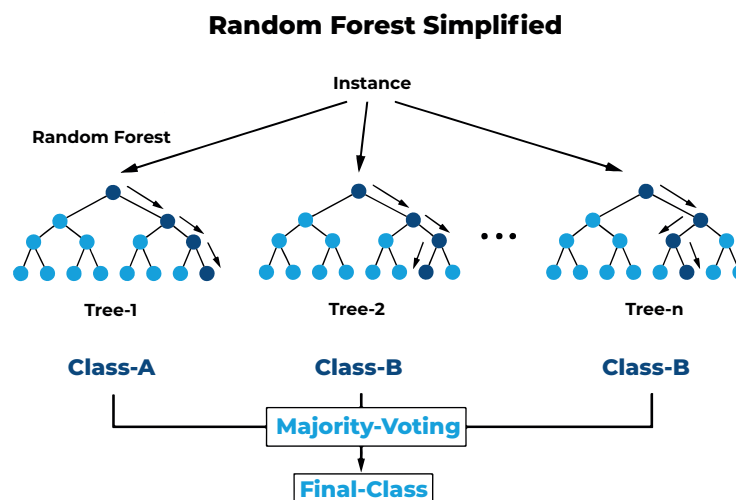 Random Forest Simplified
Instance
Random Forest
Tree-1
Tree-2
Tree-n
Class-A
Class-B
Class-B
Majority-Voting
Final-Class